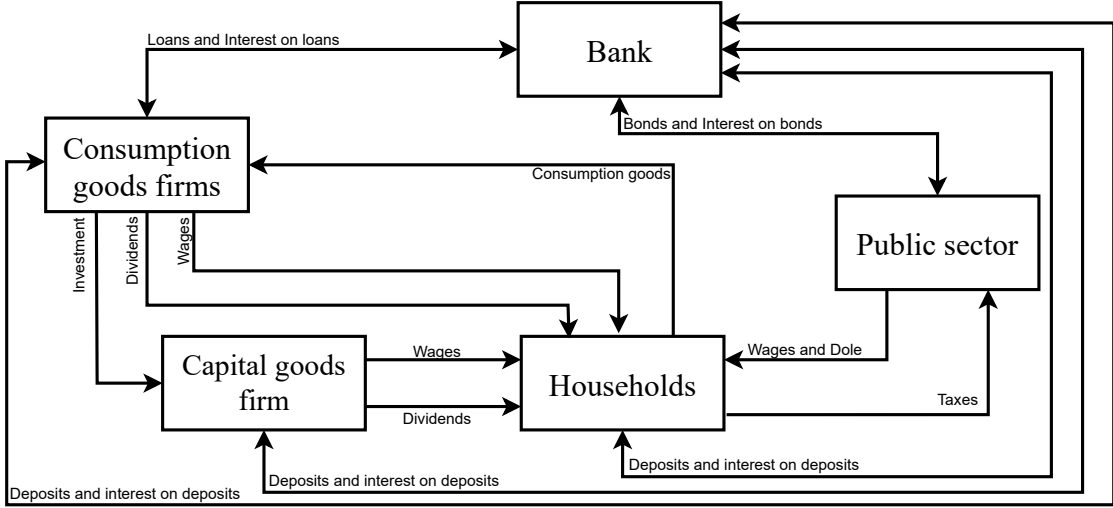 Loans and Interest on loans
Bank
Bonds and Interest on bonds
Consumption
goods firms
Consumption goods
Investment
Dividends
Wages
Public sector
Capital goods
firm
Wages
Dividends
Households
Wages and Dole
Taxes
Deposits and interest on deposits
Deposits and interest on deposits
Deposits and interest on deposits